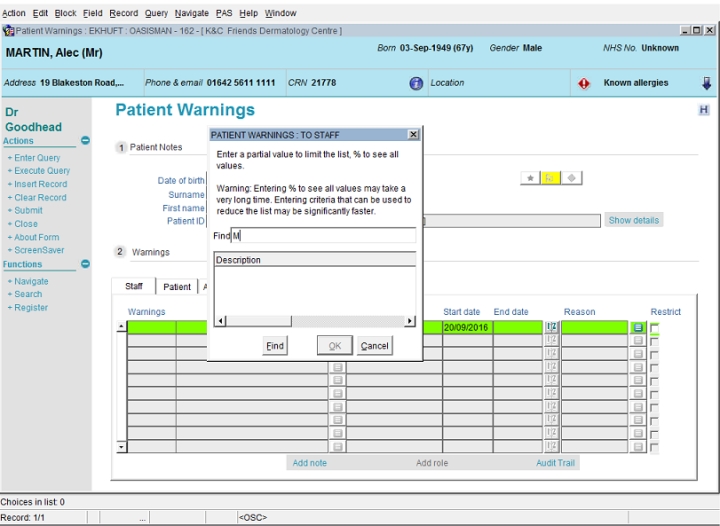 Action Edit Block Field Record Query Navigate PAS Help Window
Patient Warnings : EKHUFT : OASISMAN - 162 - [ K&C Friends Dermatology Centre ]
MARTIN, Alec (Mr)
Born 03-Sep-1949 (67y) Gender Male NHS No. Unknown
Address 19 Blakeston Road,... Phone & email 01642 5611 1111 CRN 21778 Location Known allergies
Dr
Goodhead
Actions
+ Enter Query
+ Execute Query
+ Insert Record
+ Clear Record
+ Submit
+ Close
+ About Form
+ ScreenSaver
Functions
+ Navigate
+ Search
+ Register
Patient Warnings
H
1 Patient Notes
Date of birth
Surname
First name
Patient ID
Show details
2 Warnings
Staff Patient A
Warnings Start date End date Reason Restrict
20/09/2016
Add note Add role Audit Trail
PATIENT WARNINGS : TO STAFF
Enter a partial value to limit the list, % to see all
values.
Warning: Entering % to see all values may take a
very long time. Entering criteria that can be used to
reduce the list may be significantly faster.
Find M
Description
Find OK Cancel
Choices in list: 0
Record: 1/1 ... <OSC>